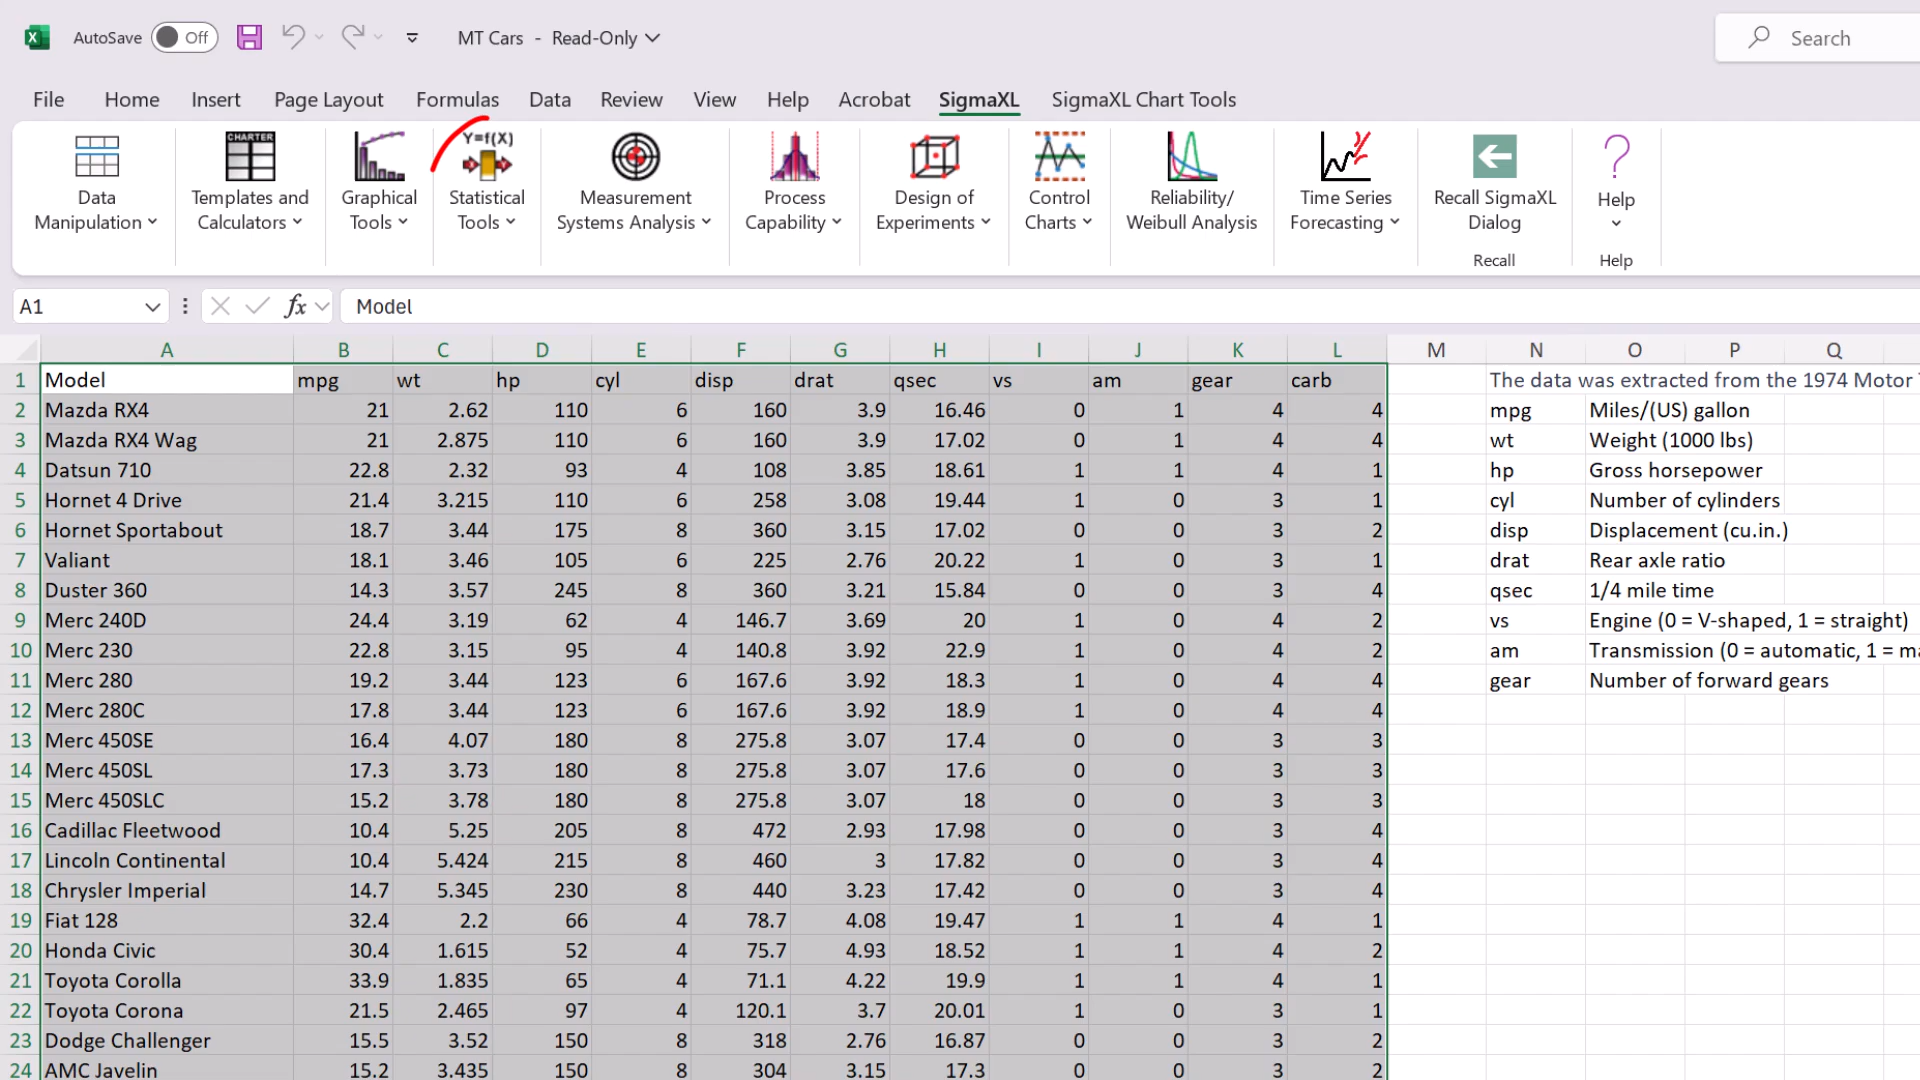 AutoSave Off MT Cars - Read-Only Search
File Home Insert Page Layout Formulas Data Review View Help Acrobat SigmaXL SigmaXL Chart Tools
CHARTER Y=f(X)
Data Templates and Graphical Statistical Measurement Process Design of Control Reliability/ Time Series Recall SigmaXL Help
Manipulation Calculators Tools Tools Systems Analysis Capability Experiments Charts Weibull Analysis Forecasting Dialog
Recall Help
A1 fx Model
A B C D E F G H I J K L M N O P Q
1 Model mpg wt hp cyl disp drat qsec vs am gear carb The data was extracted from the 1974 Motor
2 Mazda RX4 21 2.62 110 6 160 3.9 16.46 0 1 4 4 mpg Miles/(US) gallon
3 Mazda RX4 Wag 21 2.875 110 6 160 3.9 17.02 0 1 4 4 wt Weight (1000 lbs)
4 Datsun 710 22.8 2.32 93 4 108 3.85 18.61 1 1 4 1 hp Gross horsepower
5 Hornet 4 Drive 21.4 3.215 110 6 258 3.08 19.44 1 0 3 1 cyl Number of cylinders
6 Hornet Sportabout 18.7 3.44 175 8 360 3.15 17.02 0 0 3 2 disp Displacement (cu.in.)
7 Valiant 18.1 3.46 105 6 225 2.76 20.22 1 0 3 1 drat Rear axle ratio
8 Duster 360 14.3 3.57 245 8 360 3.21 15.84 0 0 3 4 qsec 1/4 mile time
9 Merc 240D 24.4 3.19 62 4 146.7 3.69 20 1 0 4 2 vs Engine (0 = V-shaped, 1 = straight)
10 Merc 230 22.8 3.15 95 4 140.8 3.92 22.9 1 0 4 2 am Transmission (0 = automatic, 1 = ma
11 Merc 280 19.2 3.44 123 6 167.6 3.92 18.3 1 0 4 4 gear Number of forward gears
12 Merc 280C 17.8 3.44 123 6 167.6 3.92 18.9 1 0 4 4
13 Merc 450SE 16.4 4.07 180 8 275.8 3.07 17.4 0 0 3 3
14 Merc 450SL 17.3 3.73 180 8 275.8 3.07 17.6 0 0 3 3
15 Merc 450SLC 15.2 3.78 180 8 275.8 3.07 18 0 0 3 3
16 Cadillac Fleetwood 10.4 5.25 205 8 472 2.93 17.98 0 0 3 4
17 Lincoln Continental 10.4 5.424 215 8 460 3 17.82 0 0 3 4
18 Chrysler Imperial 14.7 5.345 230 8 440 3.23 17.42 0 0 3 4
19 Fiat 128 32.4 2.2 66 4 78.7 4.08 19.47 1 1 4 1
20 Honda Civic 30.4 1.615 52 4 75.7 4.93 18.52 1 1 4 2
21 Toyota Corolla 33.9 1.835 65 4 71.1 4.22 19.9 1 1 4 1
22 Toyota Corona 21.5 2.465 97 4 120.1 3.7 20.01 1 0 3 1
23 Dodge Challenger 15.5 3.52 150 8 318 2.76 16.87 0 0 3 2
24 AMC Javelin 15.2 3.435 150 8 304 3.15 17.3 0 0 3 2